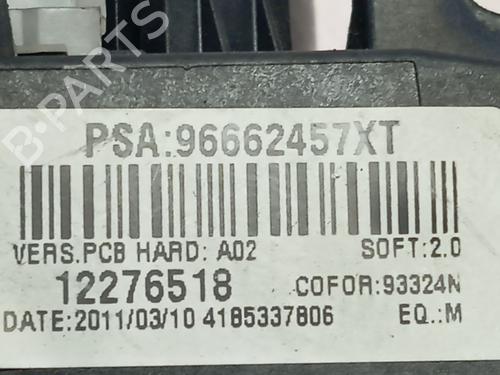 B-PARTS
PSA:96662457XT
VERS.PCB HARD: A02 SOFT:2.0
12276518 COFOR:93324N
DATE:2011/03/10 4185337806 EQ.:M